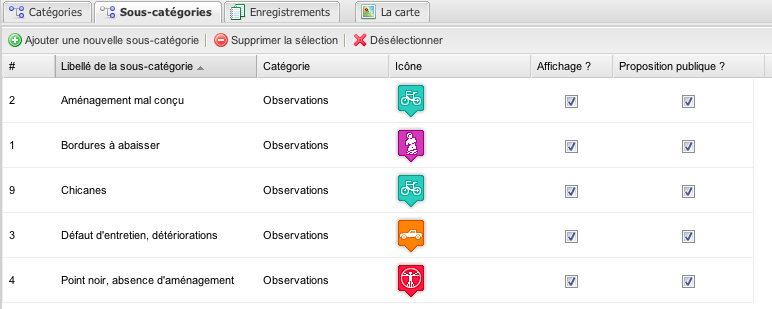 Catégories Sous-catégories Enregistrements La carte
Ajouter une nouvelle sous-catégorie Supprimer la sélection Désélectionner
# Libellé de la sous-catégorie Catégorie Icône Affichage ? Proposition publique ?
2 Aménagement mal conçu Observations
1 Bordures à abaisser Observations
9 Chicanes Observations
3 Défaut d'entretien, détériorations Observations
4 Point noir, absence d'aménagement Observations